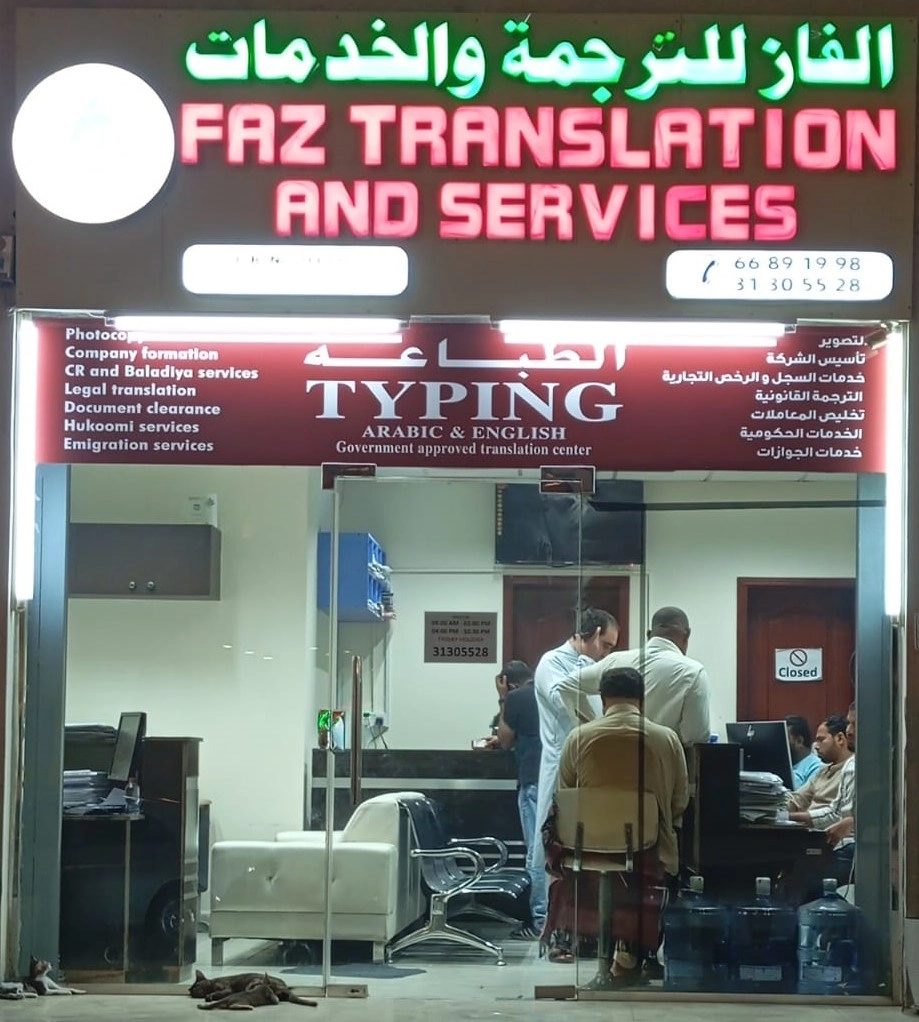 الفاز للترجمة والخدمات
FAZ TRANSLATION
AND SERVICES
66 89 19 98
31 30 55 28
Company formation
CR and Baladiya services
Legal translation
Document clearance
Hukoomi services
Emigration services
الطباعة
TYPING
ARABIC & ENGLISH
Government approved translation center
لتصوير
تأسيس الشركة
خدمات السجل و الرخص التجارية
الترجمة القانونية
تخليص المعاملات
الخدمات الحكومية
خدمات الجوازات
31305528
Closed